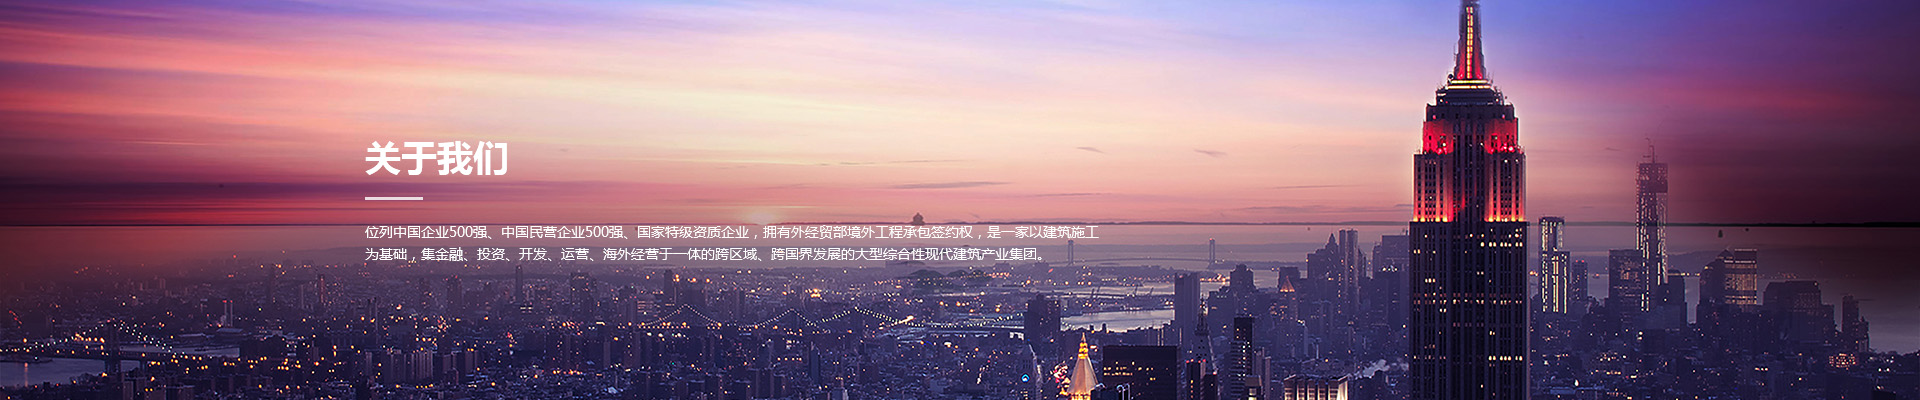 关于我们
位列中国企业500强、中国民营企业500强、国家特级资质企业，拥有外经贸部境外工程承包签约权，是一家以建筑施工
为基础，集金融、投资、开发、运营、海外经营于一体的跨区域、跨国界发展的大型综合性现代建筑产业集团。